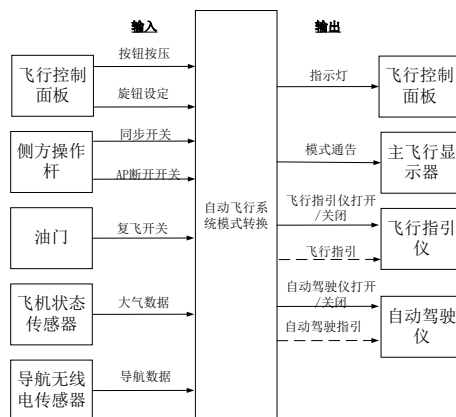 输入
输出
飞行控制
面板
按钮按压
旋钮设定
侧方操作
杆
同步开关
AP断开开关
油门
复飞开关
飞机状态
传感器
大气数据
导航无线
电传感器
导航数据
自动飞行系
统模式转换
指示灯
飞行控制
面板
模式通告
主飞行显
示器
飞行指引仪打开
/关闭
飞行指引
飞行指引
仪
自动驾驶仪打开
/关闭
自动驾驶指引
自动驾驶
仪